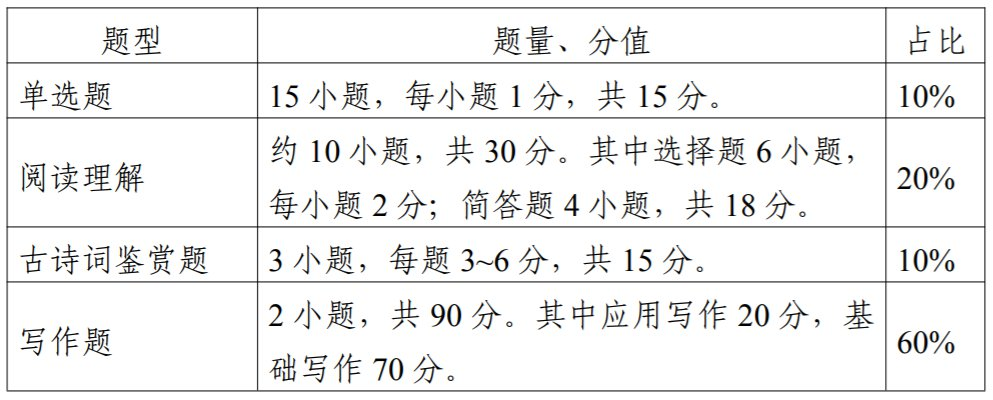 题型 题量、分值 占比
单选题 15 小题，每小题 1 分，共 15 分。 10%
阅读理解 约 10 小题，共 30 分。其中选择题 6 小题，
每小题 2 分；简答题 4 小题，共 18 分。 20%
古诗词鉴赏题 3 小题，每题 3~6 分，共 15 分。 10%
写作题 2 小题，共 90 分。其中应用写作 20 分，基
础写作 70 分。 60%